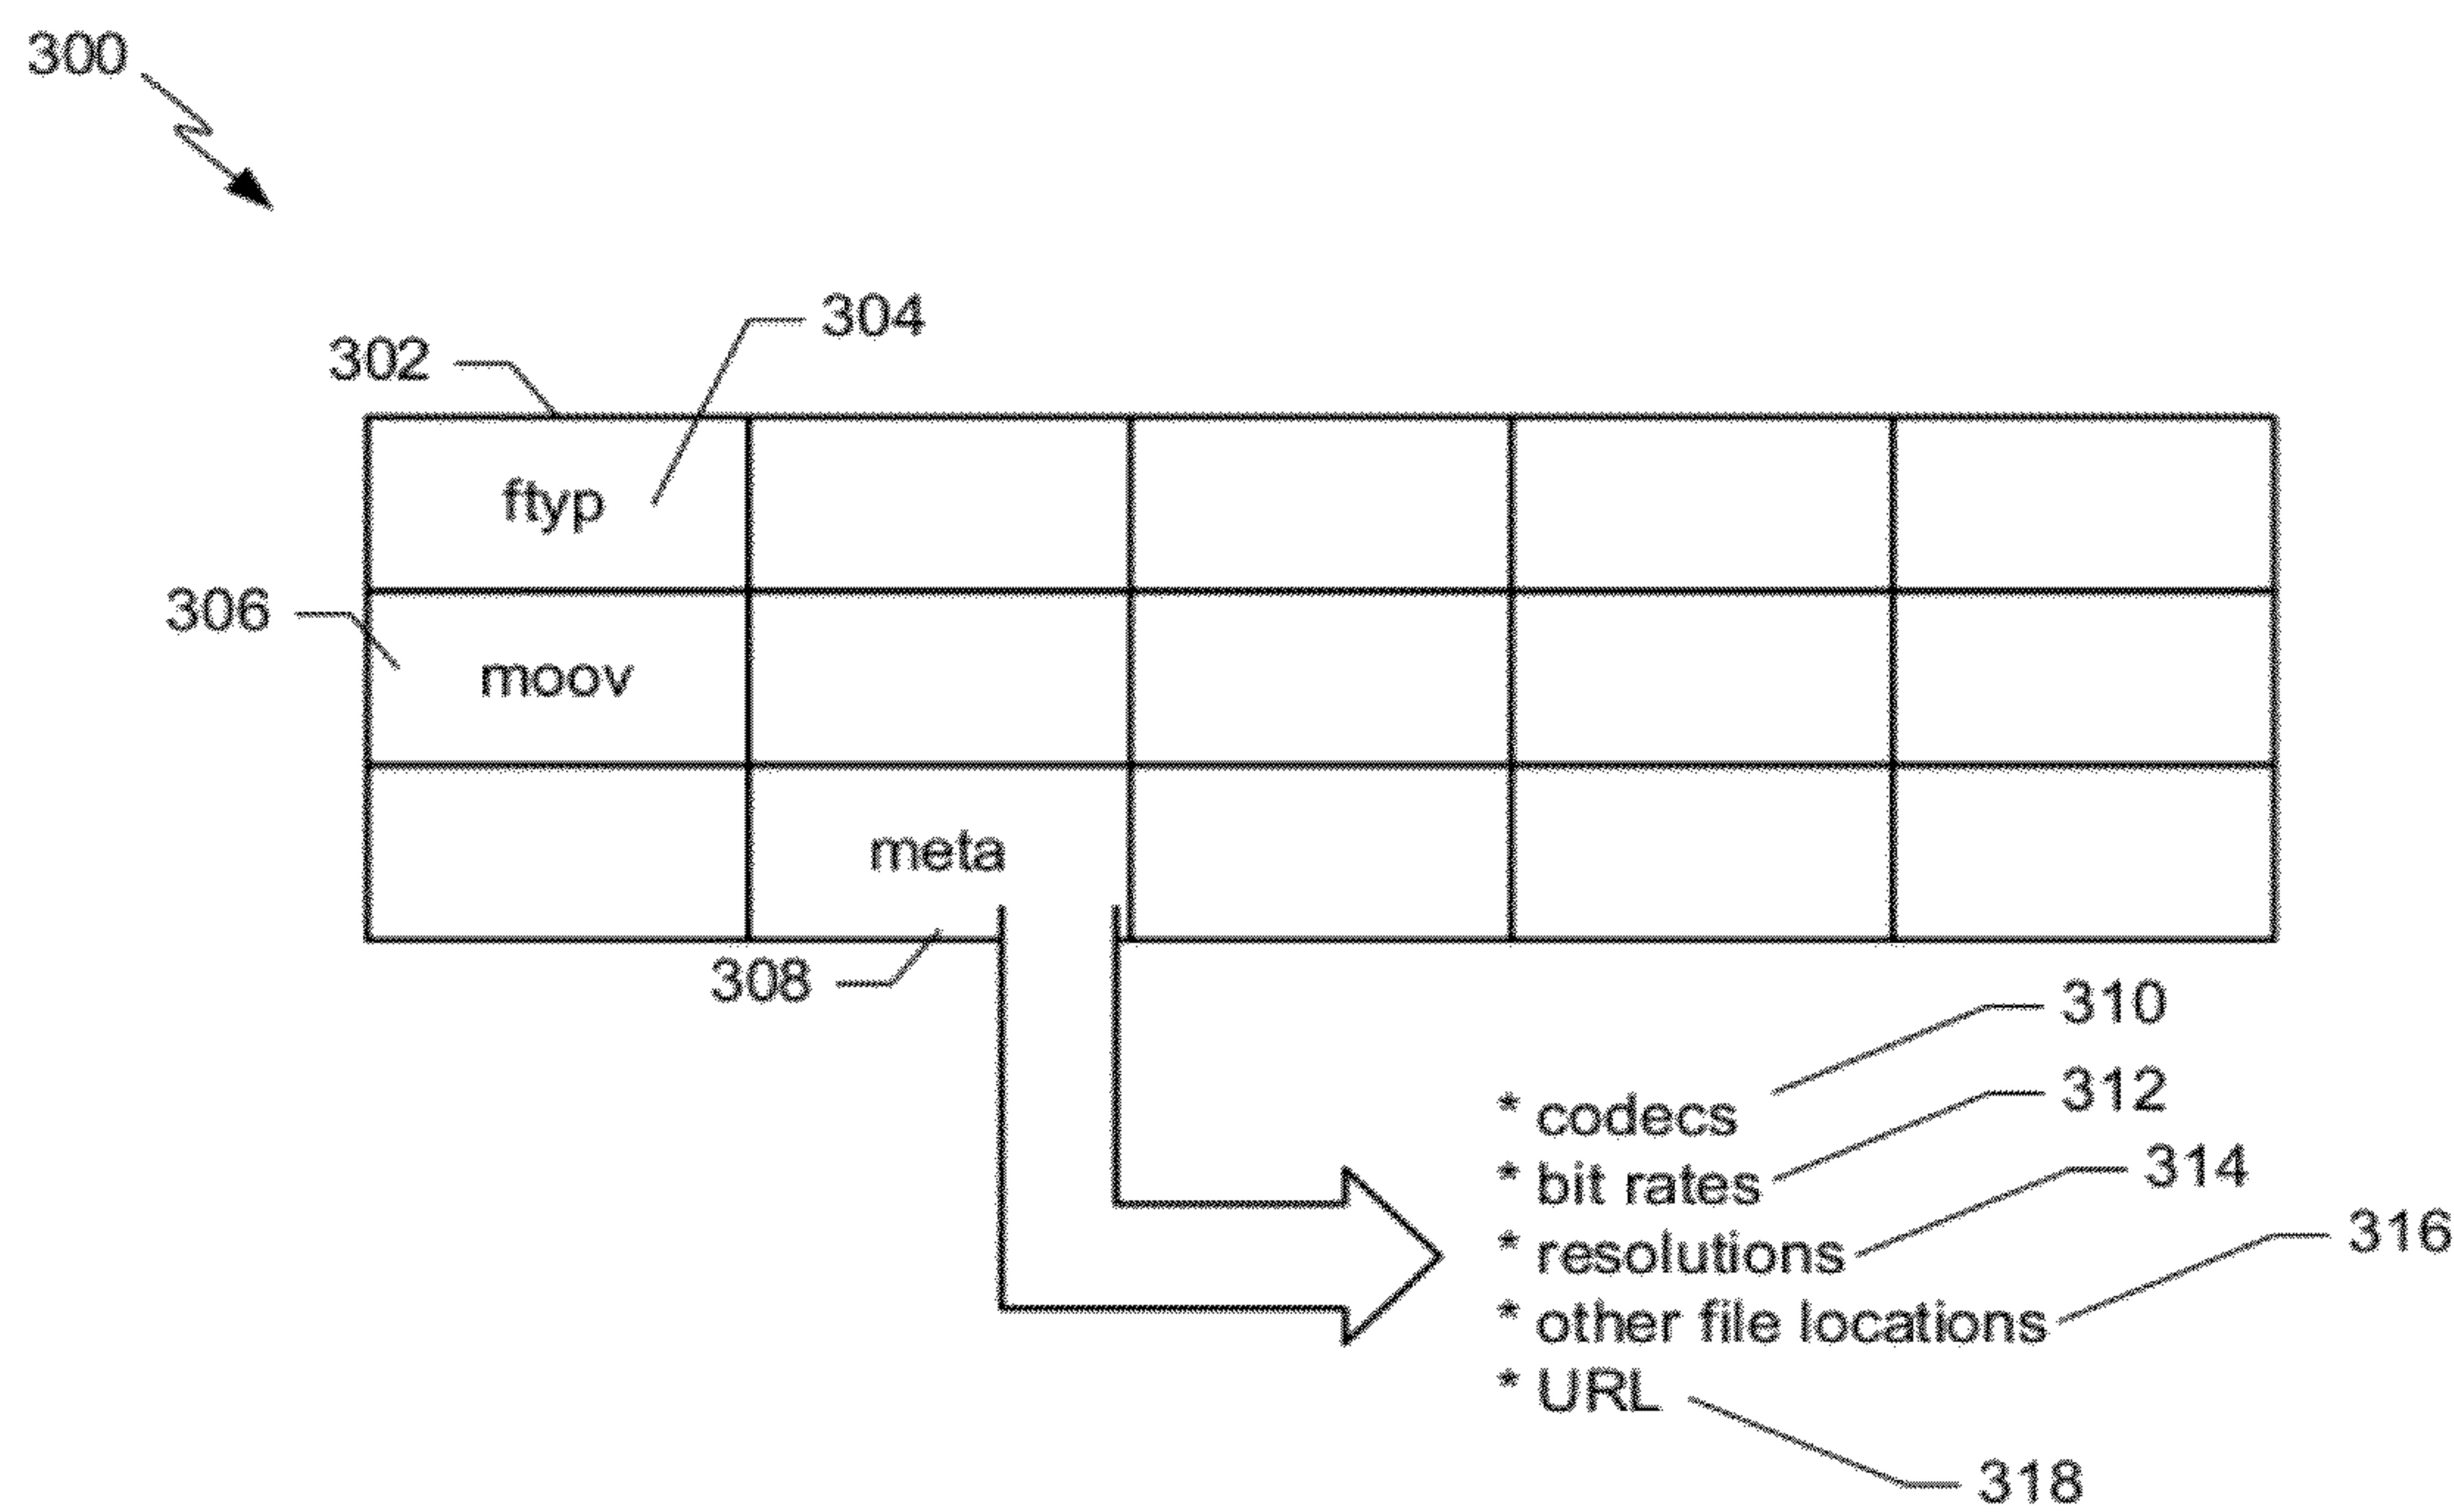 300
304
302
ftyp
306
moov
meta
308
310
* codecs
312
* bit rates
314
* resolutions
316
* other file locations
* URL
318